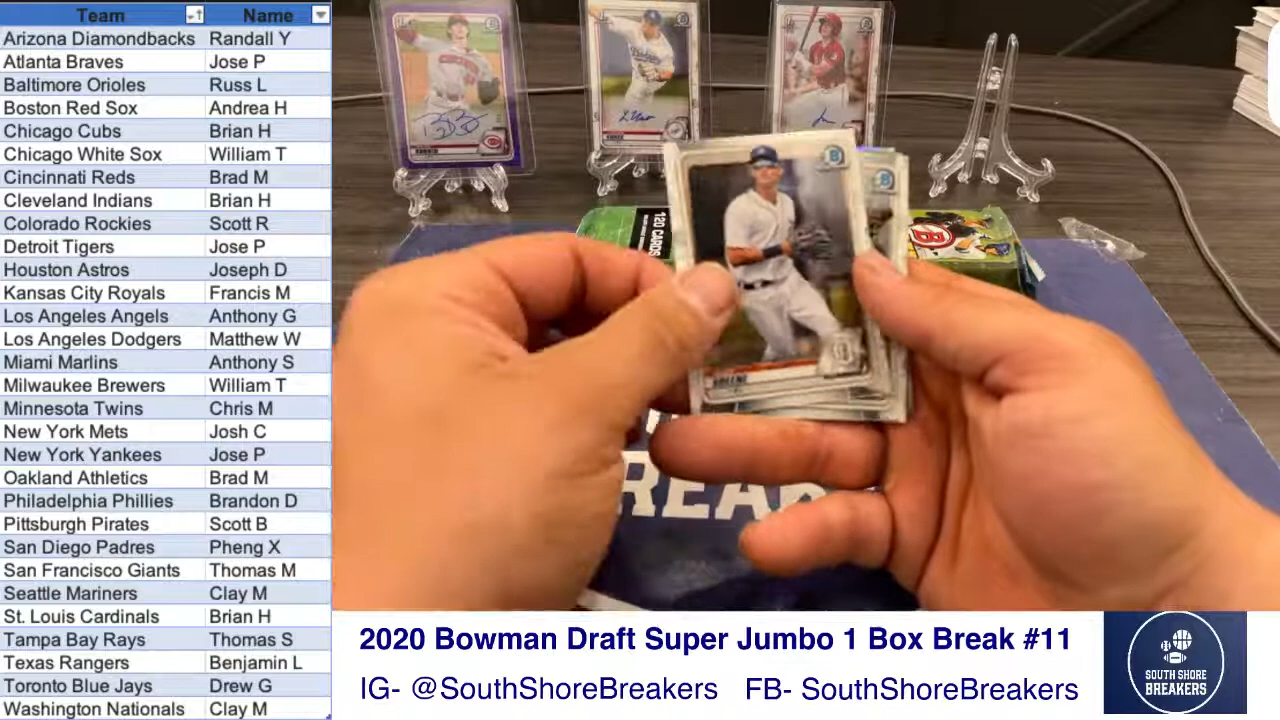 Team Name
Arizona Diamondbacks Randall Y
Atlanta Braves Jose P
Baltimore Orioles Russ L
Boston Red Sox Andrea H
Chicago Cubs Brian H
Chicago White Sox William T
Cincinnati Reds Brad M
Cleveland Indians Brian H
Colorado Rockies Scott R
Detroit Tigers Jose P
Houston Astros Joseph D
Kansas City Royals Francis M
Los Angeles Angels Anthony G
Los Angeles Dodgers Matthew W
Miami Marlins Anthony S
Milwaukee Brewers William T
Minnesota Twins Chris M
New York Mets Josh C
New York Yankees Jose P
Oakland Athletics Brad M
Philadelphia Phillies Brandon D
Pittsburgh Pirates Scott B
San Diego Padres Pheng X
San Francisco Giants Thomas M
Seattle Mariners Clay M
St. Louis Cardinals Brian H
Tampa Bay Rays Thomas S
Texas Rangers Benjamin L
Toronto Blue Jays Drew G
Washington Nationals Clay M
120 CARDS
B
GREENE
2020 Bowman Draft Super Jumbo 1 Box Break #11
IG- @SouthShoreBreakers FB- SouthShoreBreakers
SOUTH SHORE
BREAKERS